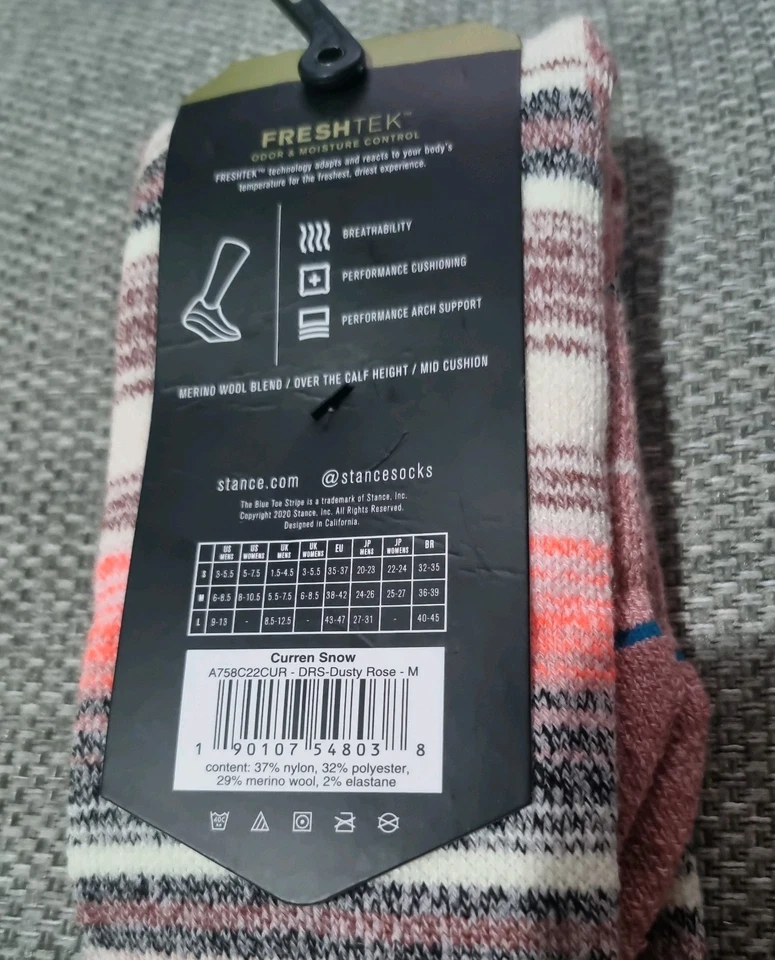 FRESHTEK™
ODOR & MOISTURE CONTROL
FRESHTEK™ technology adapts and reacts to your body's
temperature for the freshest, driest experience.
BREATHABILITY
PERFORMANCE CUSHIONING
PERFORMANCE ARCH SUPPORT
MERINO WOOL BLEND / OVER THE CALF HEIGHT / MID CUSHION
stance.com @stancesocks
The Blue Toe Stripe is a trademark of Stance, Inc.
Copyright 2020 Stance, Inc. All Rights Reserved.
Designed in California.
US MENS US WOMENS UK MENS UK WOMENS EU JP MENS JP WOMENS BR
S 3-5.5 5-7.5 1.5-4.5 3-5.5 35-37 20-23 22-24 32-35
M 6-8.5 8-10.5 5.5-7.5 6-8.5 38-42 24-26 25-27 36-39
L 9-13 - 8.5-12.5 - 43-47 27-31 - 40-45
Curren Snow
A758C22CUR - DRS-Dusty Rose - M
1 90107 54803 8
content: 37% nylon, 32% polyester,
29% merino wool, 2% elastane
40C